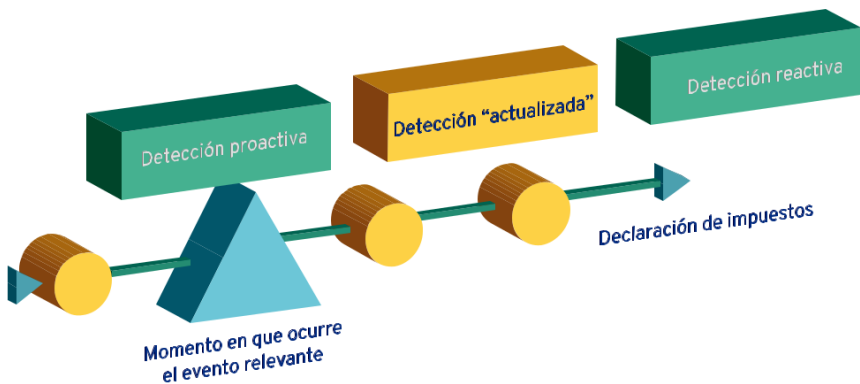 Detección proactiva
Detección “actualizada”
Detección reactiva
Momento en que ocurre
el evento relevante
Declaración de impuestos